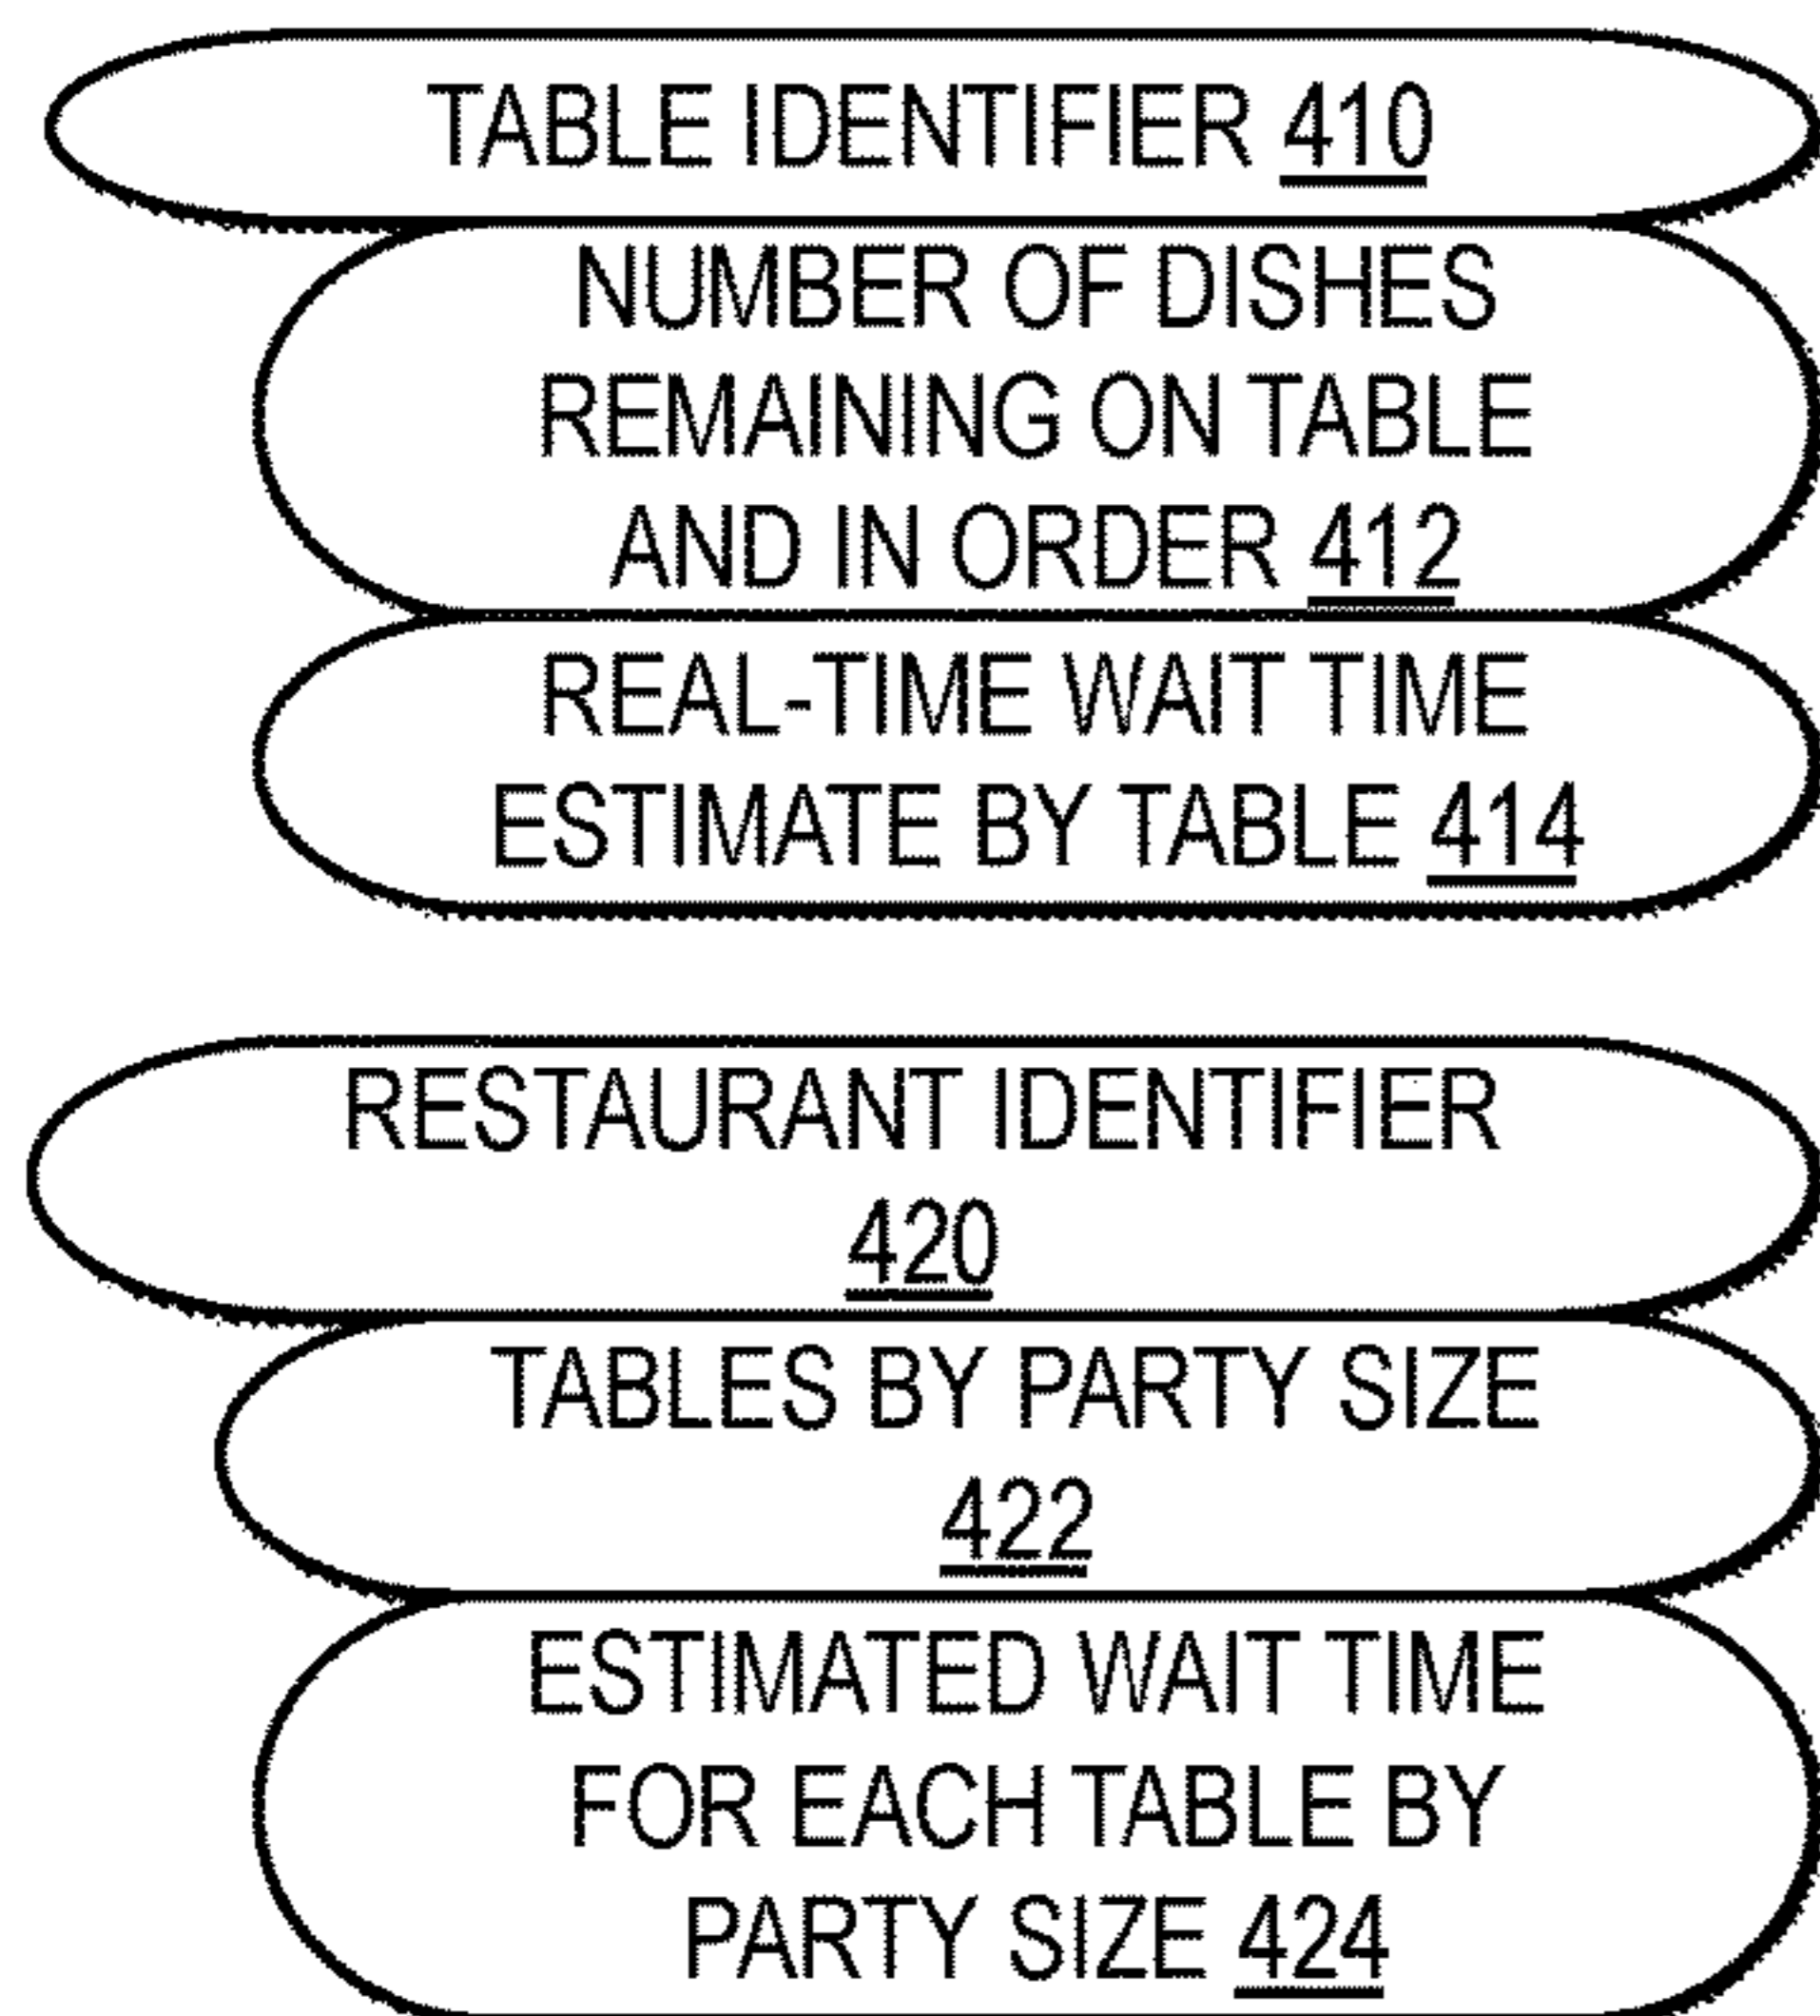 TABLE IDENTIFIER 410
NUMBER OF DISHES
REMAINING ON TABLE
AND IN ORDER 412
REAL-TIME WAIT TIME
ESTIMATE BY TABLE 414
RESTAURANT IDENTIFIER
420
TABLES BY PARTY SIZE
422
ESTIMATED WAIT TIME
FOR EACH TABLE BY
PARTY SIZE 424